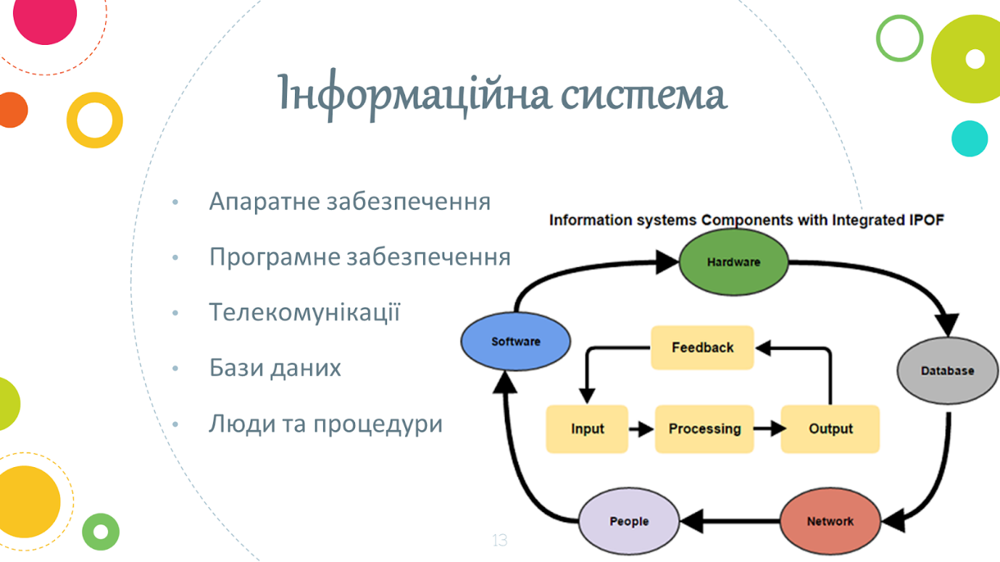 Інформаційна система
• Апаратне забезпечення
• Програмне забезпечення
• Телекомунікації
• Бази даних
• Люди та процедури
Information systems Components with Integrated IPOF
Hardware
Software
Feedback
Database
Input
Processing
Output
People
Network
13